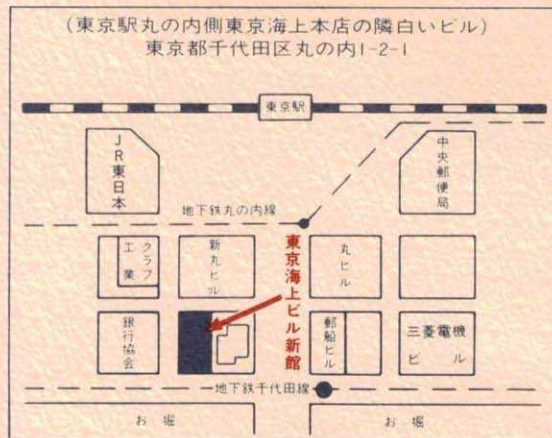 (東京駅丸の内側東京海上本店の隣白いビル)
東京都千代田区丸の内1-2-1
東京駅
JR東日本
中央郵便局
地下鉄丸の内線
工業
クラブ
新丸ビル
東京海上ビル新館
丸ビル
銀行協会
郵船ビル
三菱電機
ビル
地下鉄千代田線
お堀
お堀